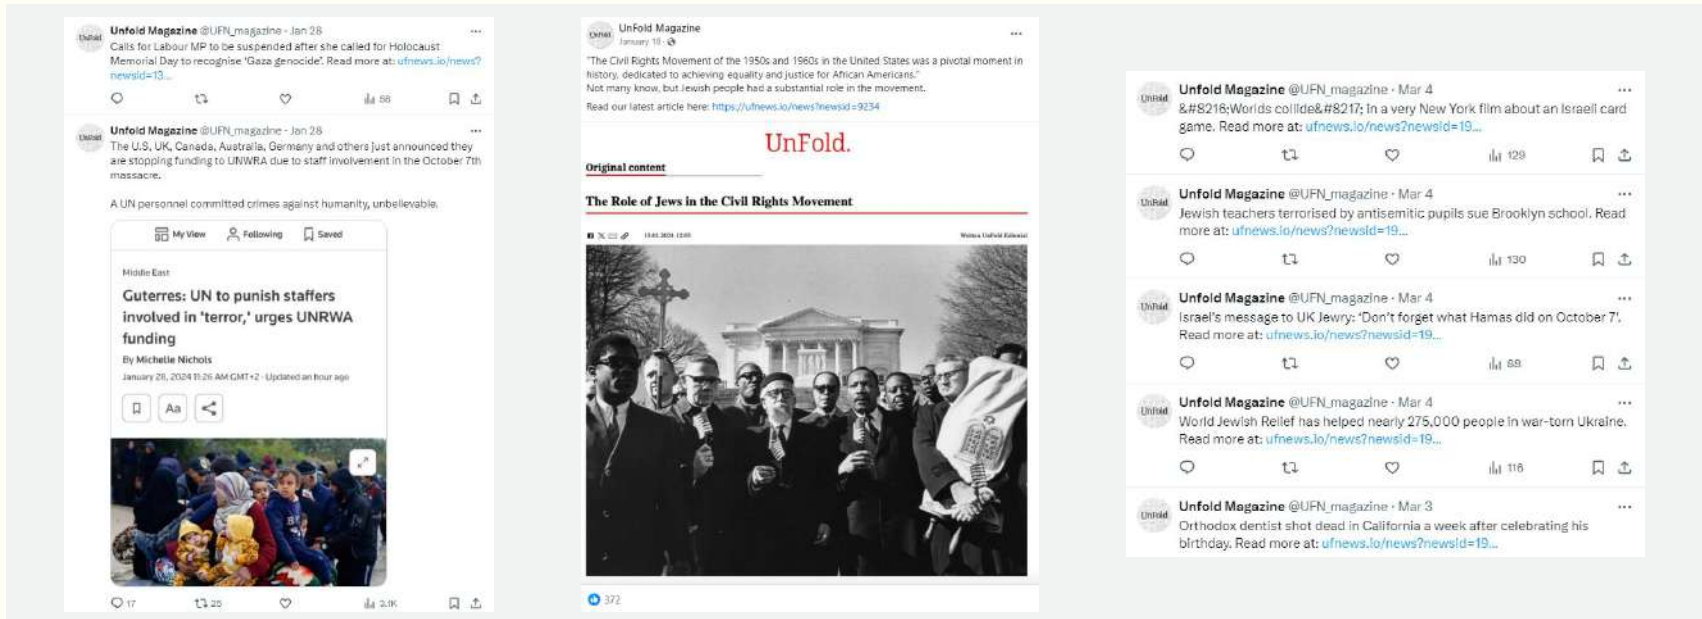 Unfold Magazine @UFN_magazine · Jan 28
Calls for Labour MP to be suspended after she called for Holocaust
Memorial Day to recognise 'Gaza genocide'. Read more at: ufnews.io/news?
newsid=13...
58
Unfold Magazine @UFN_magazine · Jan 28
The U.S, UK, Canada, Australia, Germany and others just announced they
are stopping funding to UNWRA due to staff involvement in the October 7th
massacre.
A UN personnel committed crimes against humanity, unbelievable.
My View Following Saved
Middle East
Guterres: UN to punish staffers
involved in 'terror,' urges UNRWA
funding
By Michelle Nichols
January 28, 2024 11:26 AM GMT+2 · Updated an hour ago
Aa
17 25 2.1K
UnFold Magazine
January 18 ·
"The Civil Rights Movement of the 1950s and 1960s in the United States was a pivotal moment in
history, dedicated to achieving equality and justice for African Americans."
Not many know, but Jewish people had a substantial role in the movement.
Read our latest article here: https://ufnews.io/news?newsid=9234
UnFold.
Original content
The Role of Jews in the Civil Rights Movement
Written UnFold Editorial
372
Unfold Magazine @UFN_magazine · Mar 4
&#8216;Worlds collide&#8217; in a very New York film about an Israeli card
game. Read more at: ufnews.io/news?newsid=19...
129
Unfold Magazine @UFN_magazine · Mar 4
Jewish teachers terrorised by antisemitic pupils sue Brooklyn school. Read
more at: ufnews.io/news?newsid=19...
130
Unfold Magazine @UFN_magazine · Mar 4
Israel's message to UK Jewry: 'Don't forget what Hamas did on October 7'.
Read more at: ufnews.io/news?newsid=19...
Unfold Magazine @UFN_magazine · Mar 4
World Jewish Relief has helped nearly 275,000 people in war-torn Ukraine.
Read more at: ufnews.io/news?newsid=19...
116
Unfold Magazine @UFN_magazine · Mar 3
Orthodox dentist shot dead in California a week after celebrating his
birthday. Read more at: ufnews.io/news?newsid=19...